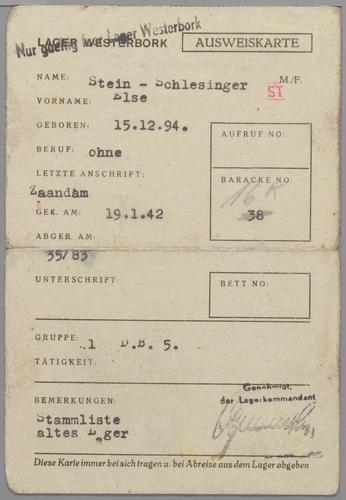 Nur gueltig fuer Lager Westerbork
LAGER WESTERBORK
AUSWEISKARTE
NAME: Stein - Schlesinger M./F.
ST
VORNAME: Else
GEBOREN: 15.12.94.
AUFRUF NO:
BERUF: ohne
LETZTE ANSCHRIFT:
BARACKE NO:
Zaandam
16 K
GEK. AM: 19.1.42
38
ABGER AM:
35/83
UNTERSCHRIFT:
BETT NO:
GRUPPE: .1 D.B. 5.
TÄTIGKEIT:
BEMERKUNGEN:
Genehmigt,
der Lagerkommandant
Stammliste
altes Lager
Diese Karte immer bei sich tragen u. bei Abreise aus dem Lager abgeben